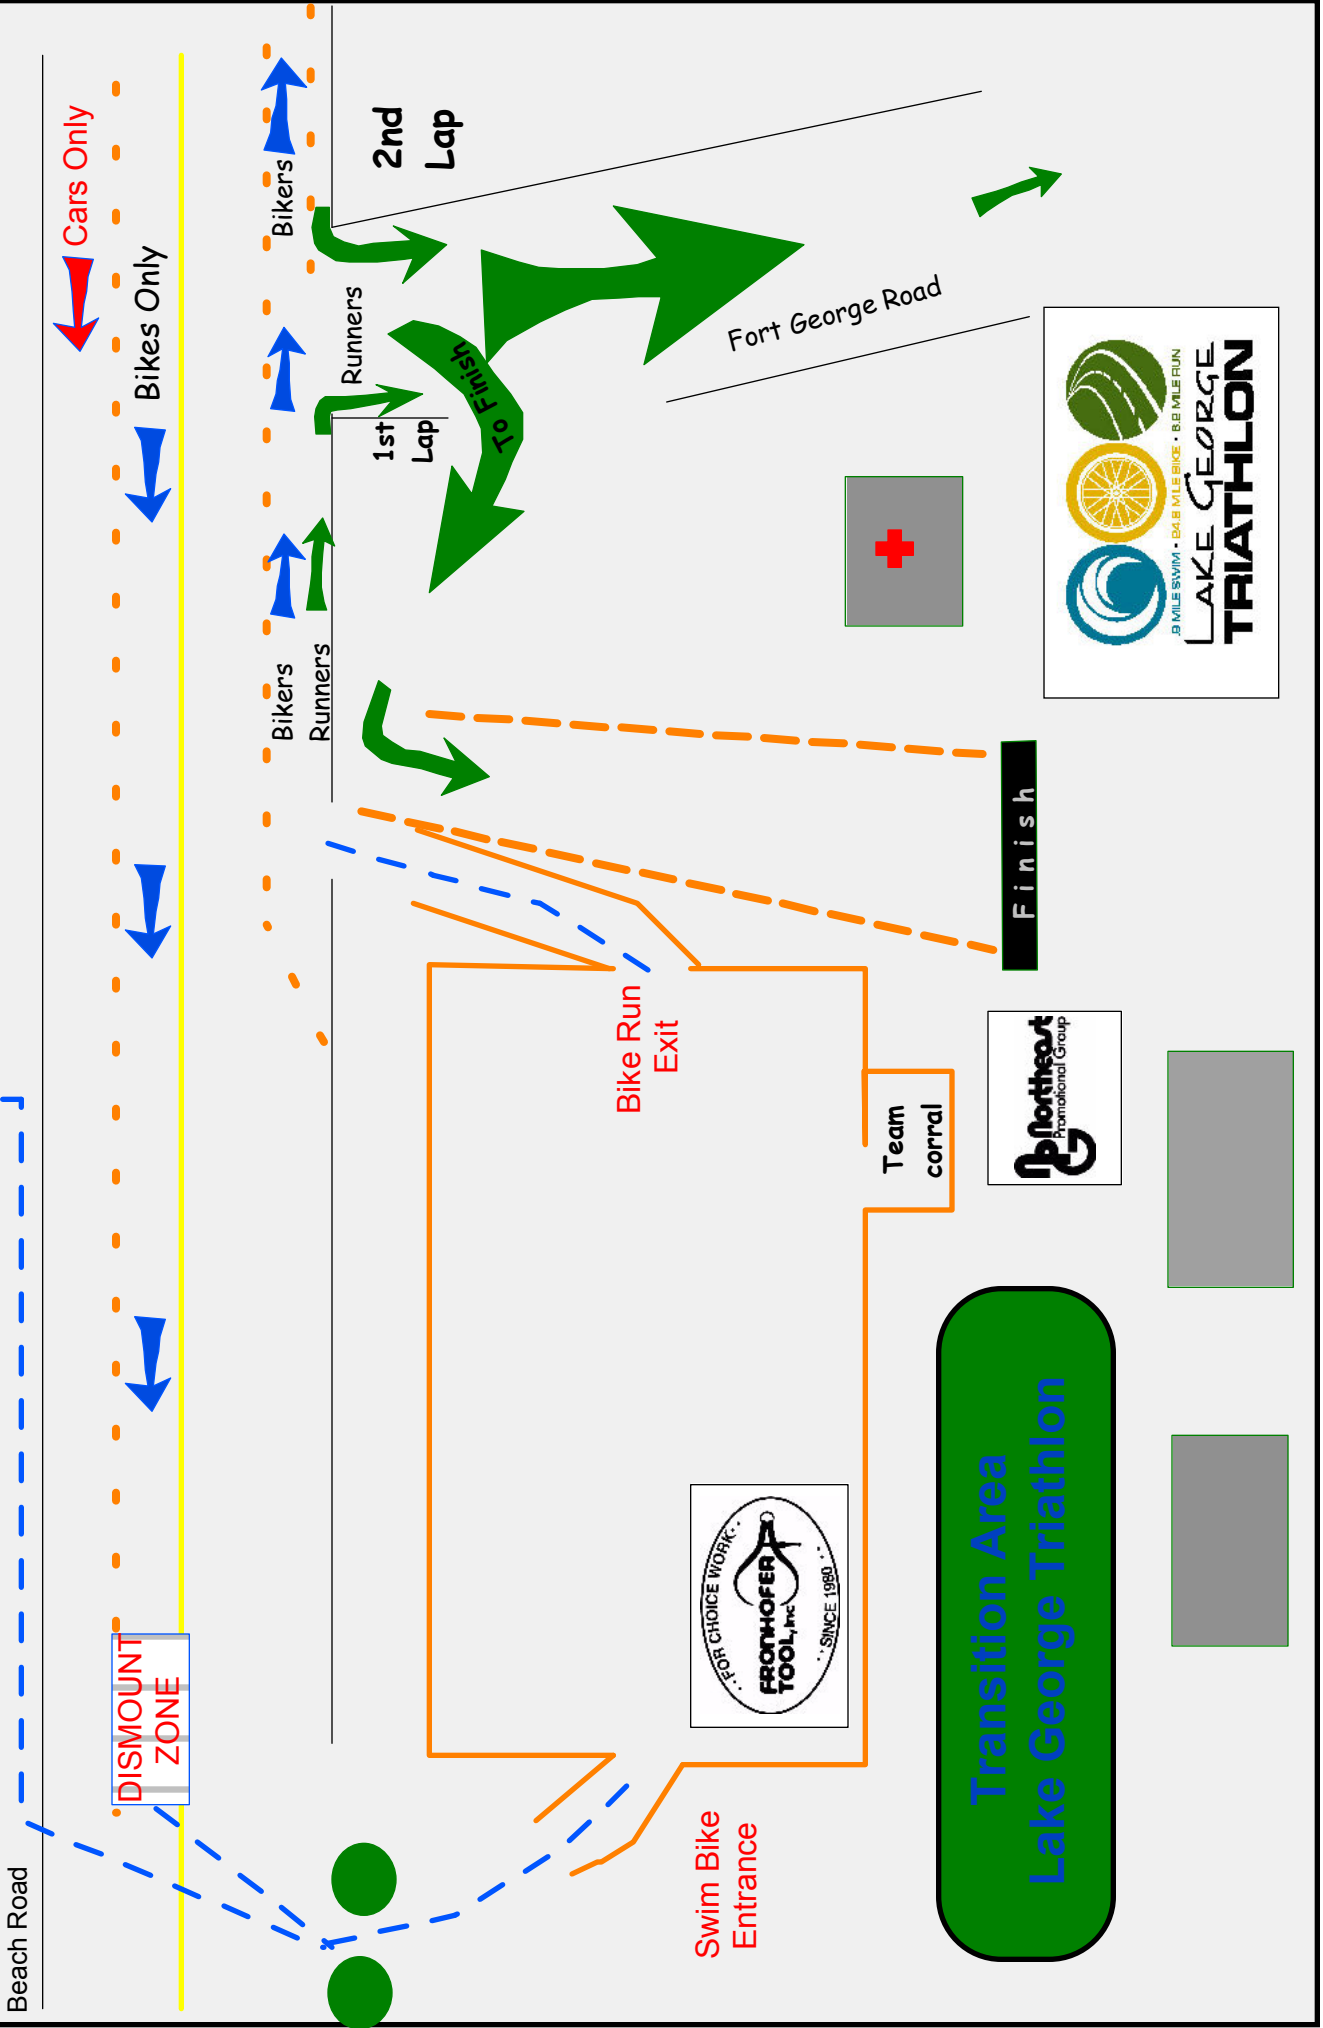 Beach Road
Cars Only
Bikes Only
Bikers
Runners
Bikers
Runners
Bikers
2nd
Lap
1st
Lap
To Finish
Fort George Road
.9 MILE SWIM • 24.8 MILE BIKE • 6.2 MILE RUN
LAKE GEORGE
TRIATHLON
Finish
Bike Run
Exit
Team
corral
Northeast
Promotional Group
DISMOUNT
ZONE
Swim Bike
Entrance
··FOR CHOICE WORK··
FRONHOFER
TOOL, Inc
··SINCE 1980··
Transition Area
Lake George Triathlon